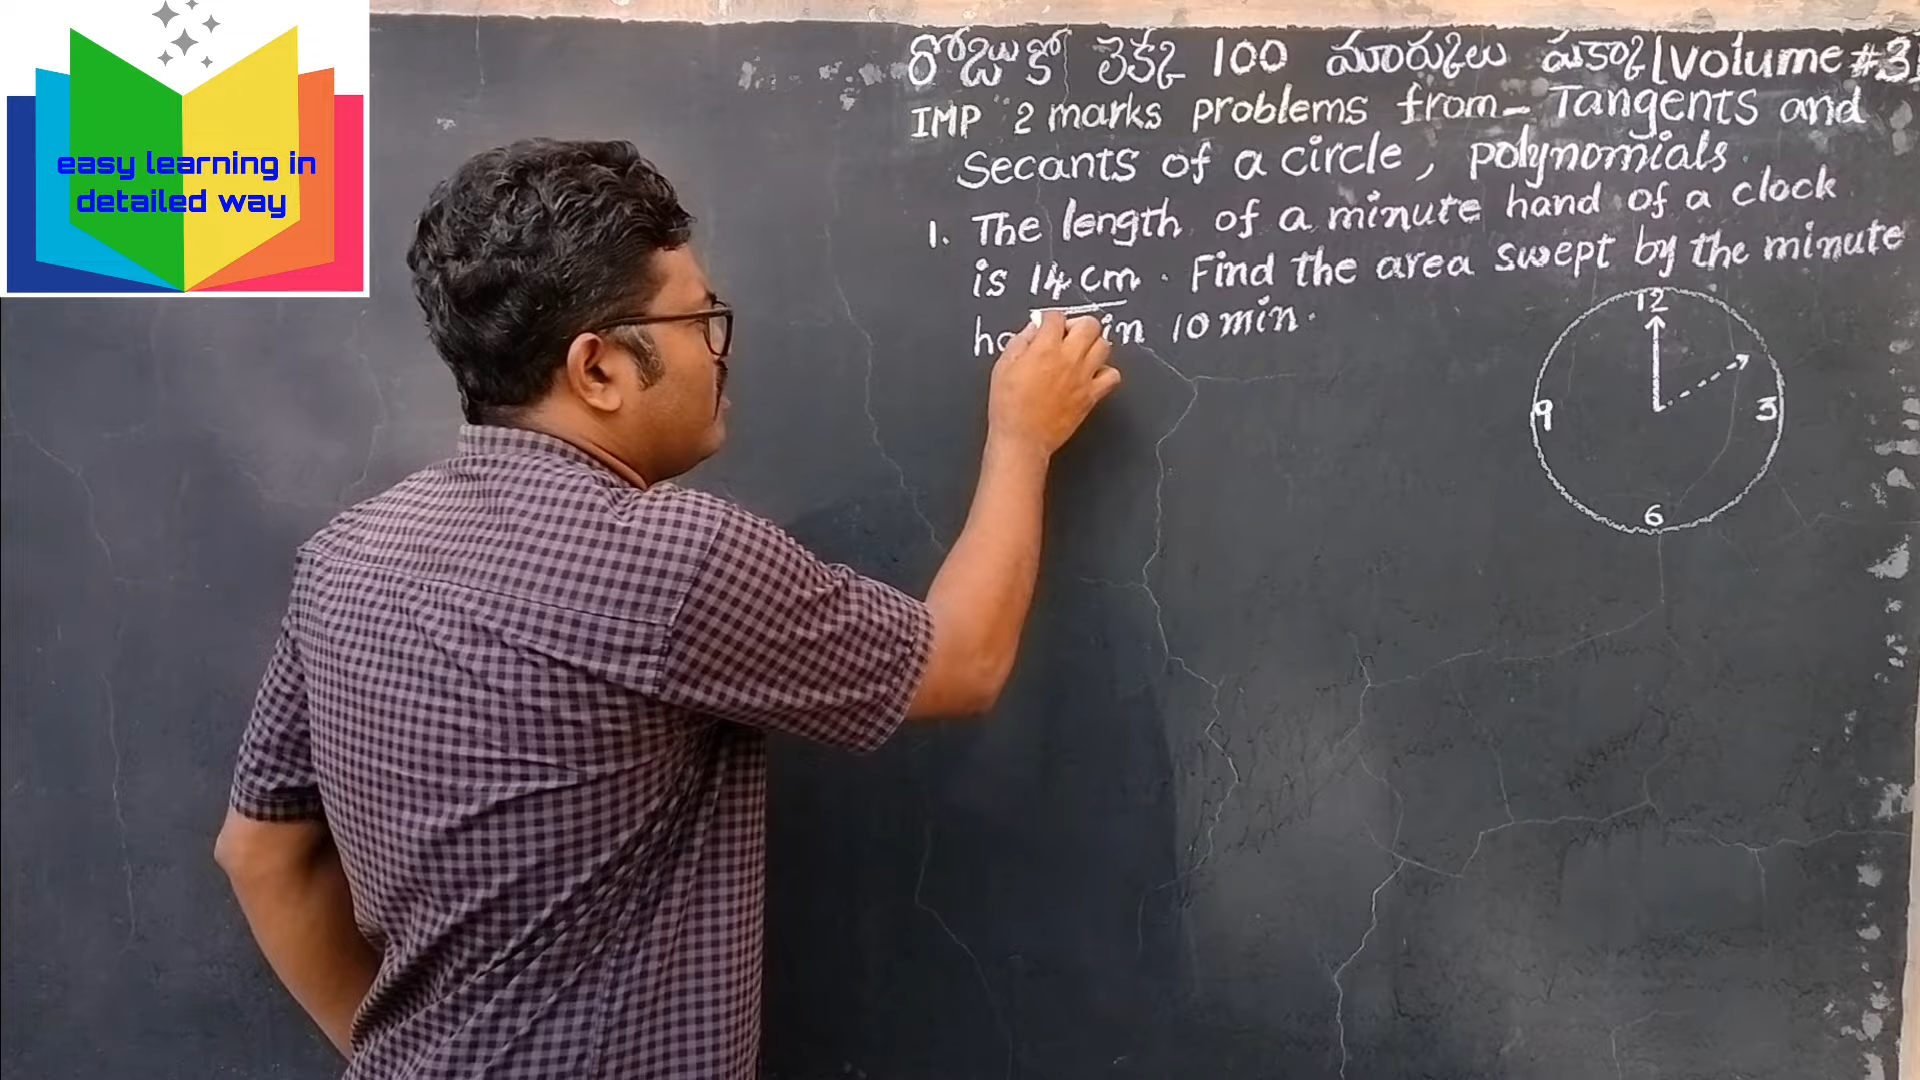 easy learning in
detailed way
రోజుకో లెక్క 100 మార్కులు పక్కా [volume #3]
IMP 2 marks problems from - Tangents and
Secants of a circle, polynomials.
1. The length of a minute hand of a clock
is 14 cm. Find the area swept by the minute
in 10 min.
12
9
3
6